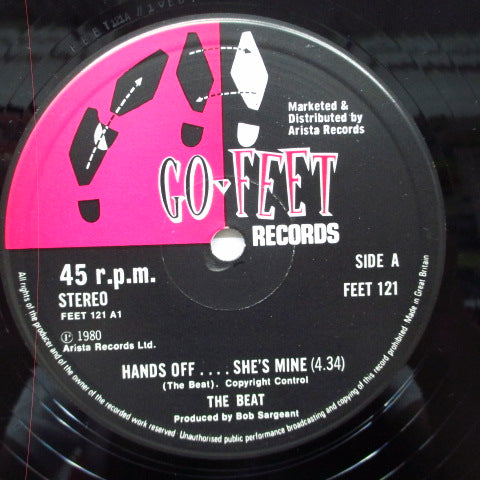 Marketed &
Distributed by
Arista Records
GO FEET
RECORDS
45 r.p.m.
STEREO
FEET 121 A1
SIDE A
FEET 121
℗ 1980
Arista Records Ltd.
HANDS OFF . . . . SHE'S MINE (4.34)
(The Beat). Copyright Control
THE BEAT
Produced by Bob Sargeant
All rights of the producer and of the owner of the recorded work reserved. Unauthorised public performance broadcasting and copying of this record prohibited. Made in Great Britain